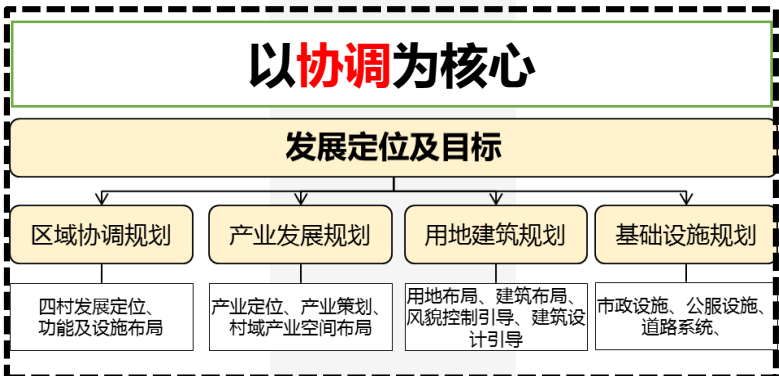 以协调为核心
发展定位及目标
区域协调规划
产业发展规划
用地建筑规划
基础设施规划
四村发展定位、
功能及设施布局
产业定位、产业策划、
村域产业空间布局
用地布局、建筑布局、
风貌控制引导、建筑设
计引导
市政设施、公服设施、
道路系统、